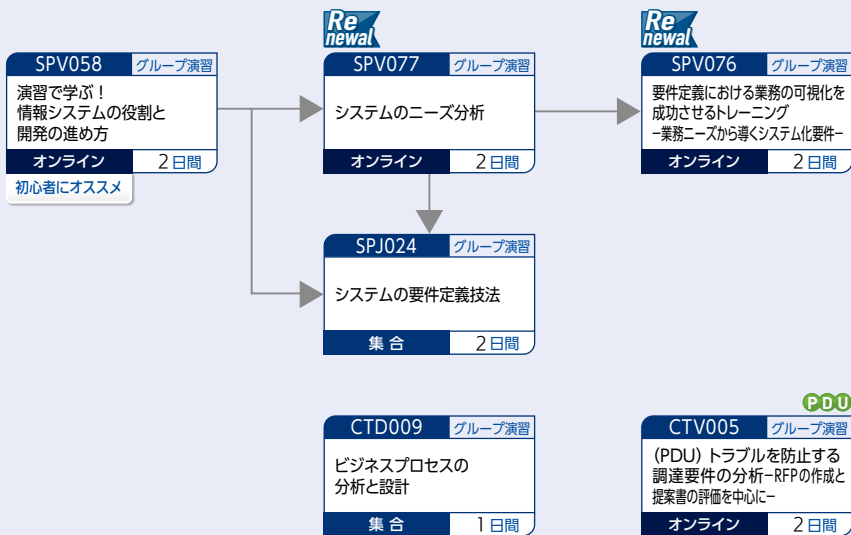 SPV058 グループ演習
演習で学ぶ！
情報システムの役割と
開発の進め方
オンライン 2日間
初心者にオススメ
Re
newal
SPV077 グループ演習
システムのニーズ分析
オンライン 2日間
Re
newal
SPV076 グループ演習
要件定義における業務の可視化を
成功させるトレーニング
−業務ニーズから導くシステム化要件−
オンライン 2日間
SPJ024 グループ演習
システムの要件定義技法
集 合 2日間
CTD009 グループ演習
ビジネスプロセスの
分析と設計
集 合 1日間
PDU
CTV005 グループ演習
（PDU）トラブルを防止する
調達要件の分析−RFPの作成と
提案書の評価を中心に−
オンライン 2日間